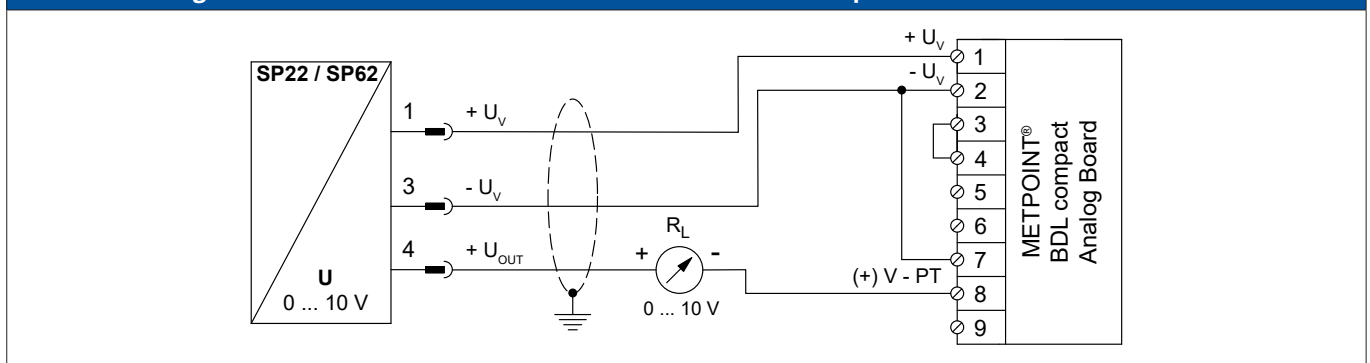 SP22 / SP62
1
+ U_V
3
- U_V
4
+ U_OUT
U
0 ... 10 V
R_L
+ -
0 ... 10 V
+ U_V
- U_V
(+) V - PT
1
2
3
4
5
6
7
8
9
METPOINT®
BDL compact
Analog Board